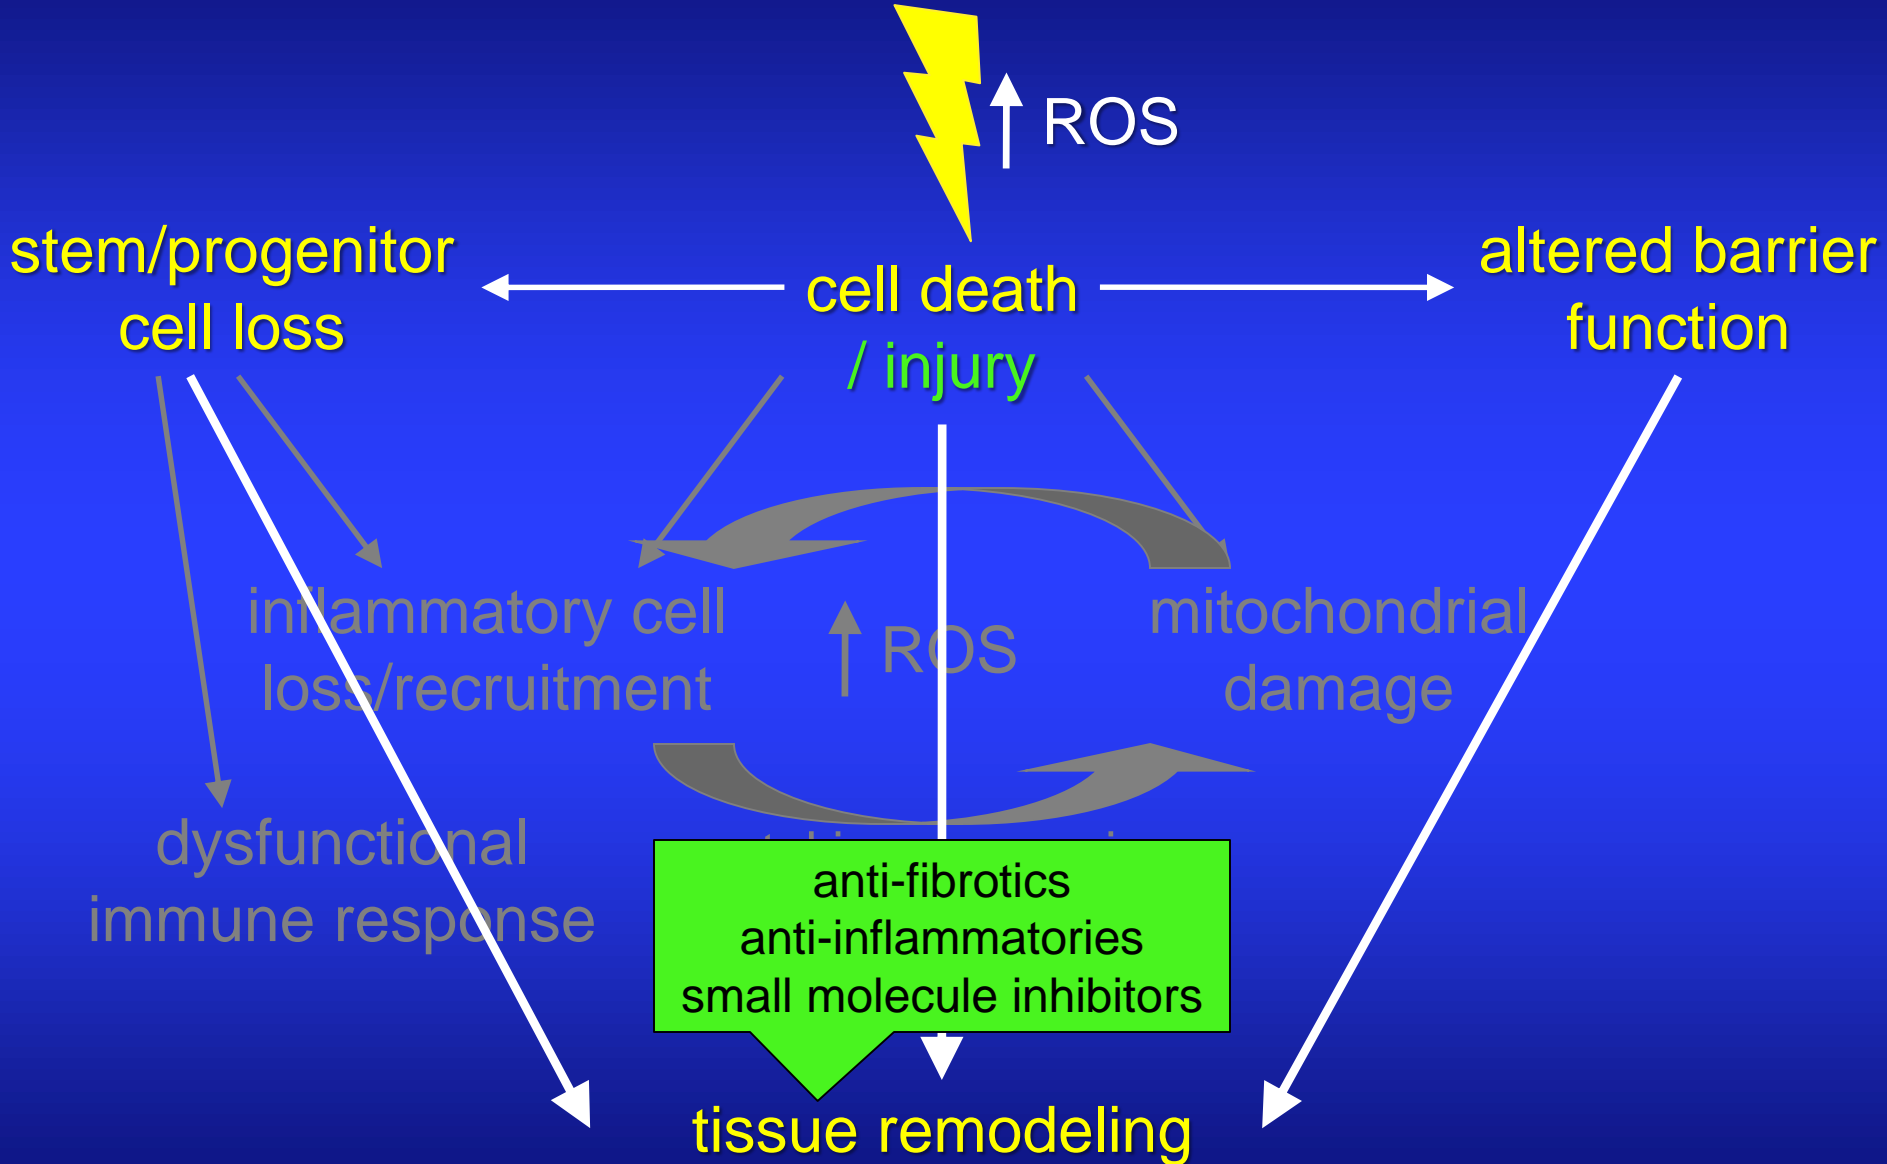 ROS
stem/progenitor
cell loss
cell death
/ injury
altered barrier
function
inflammatory cell
loss/recruitment
ROS
mitochondrial
damage
dysfunctional
immune response
anti-fibrotics
anti-inflammatories
small molecule inhibitors
tissue remodeling